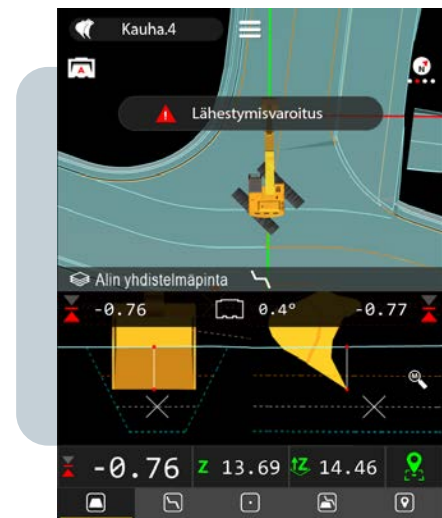 Kauha.4
N
Lähestymisvaroitus
Alin yhdistelmäpinta
-0.76 0.4° -0.77
M
-0.76 Z 13.69 Z 14.46